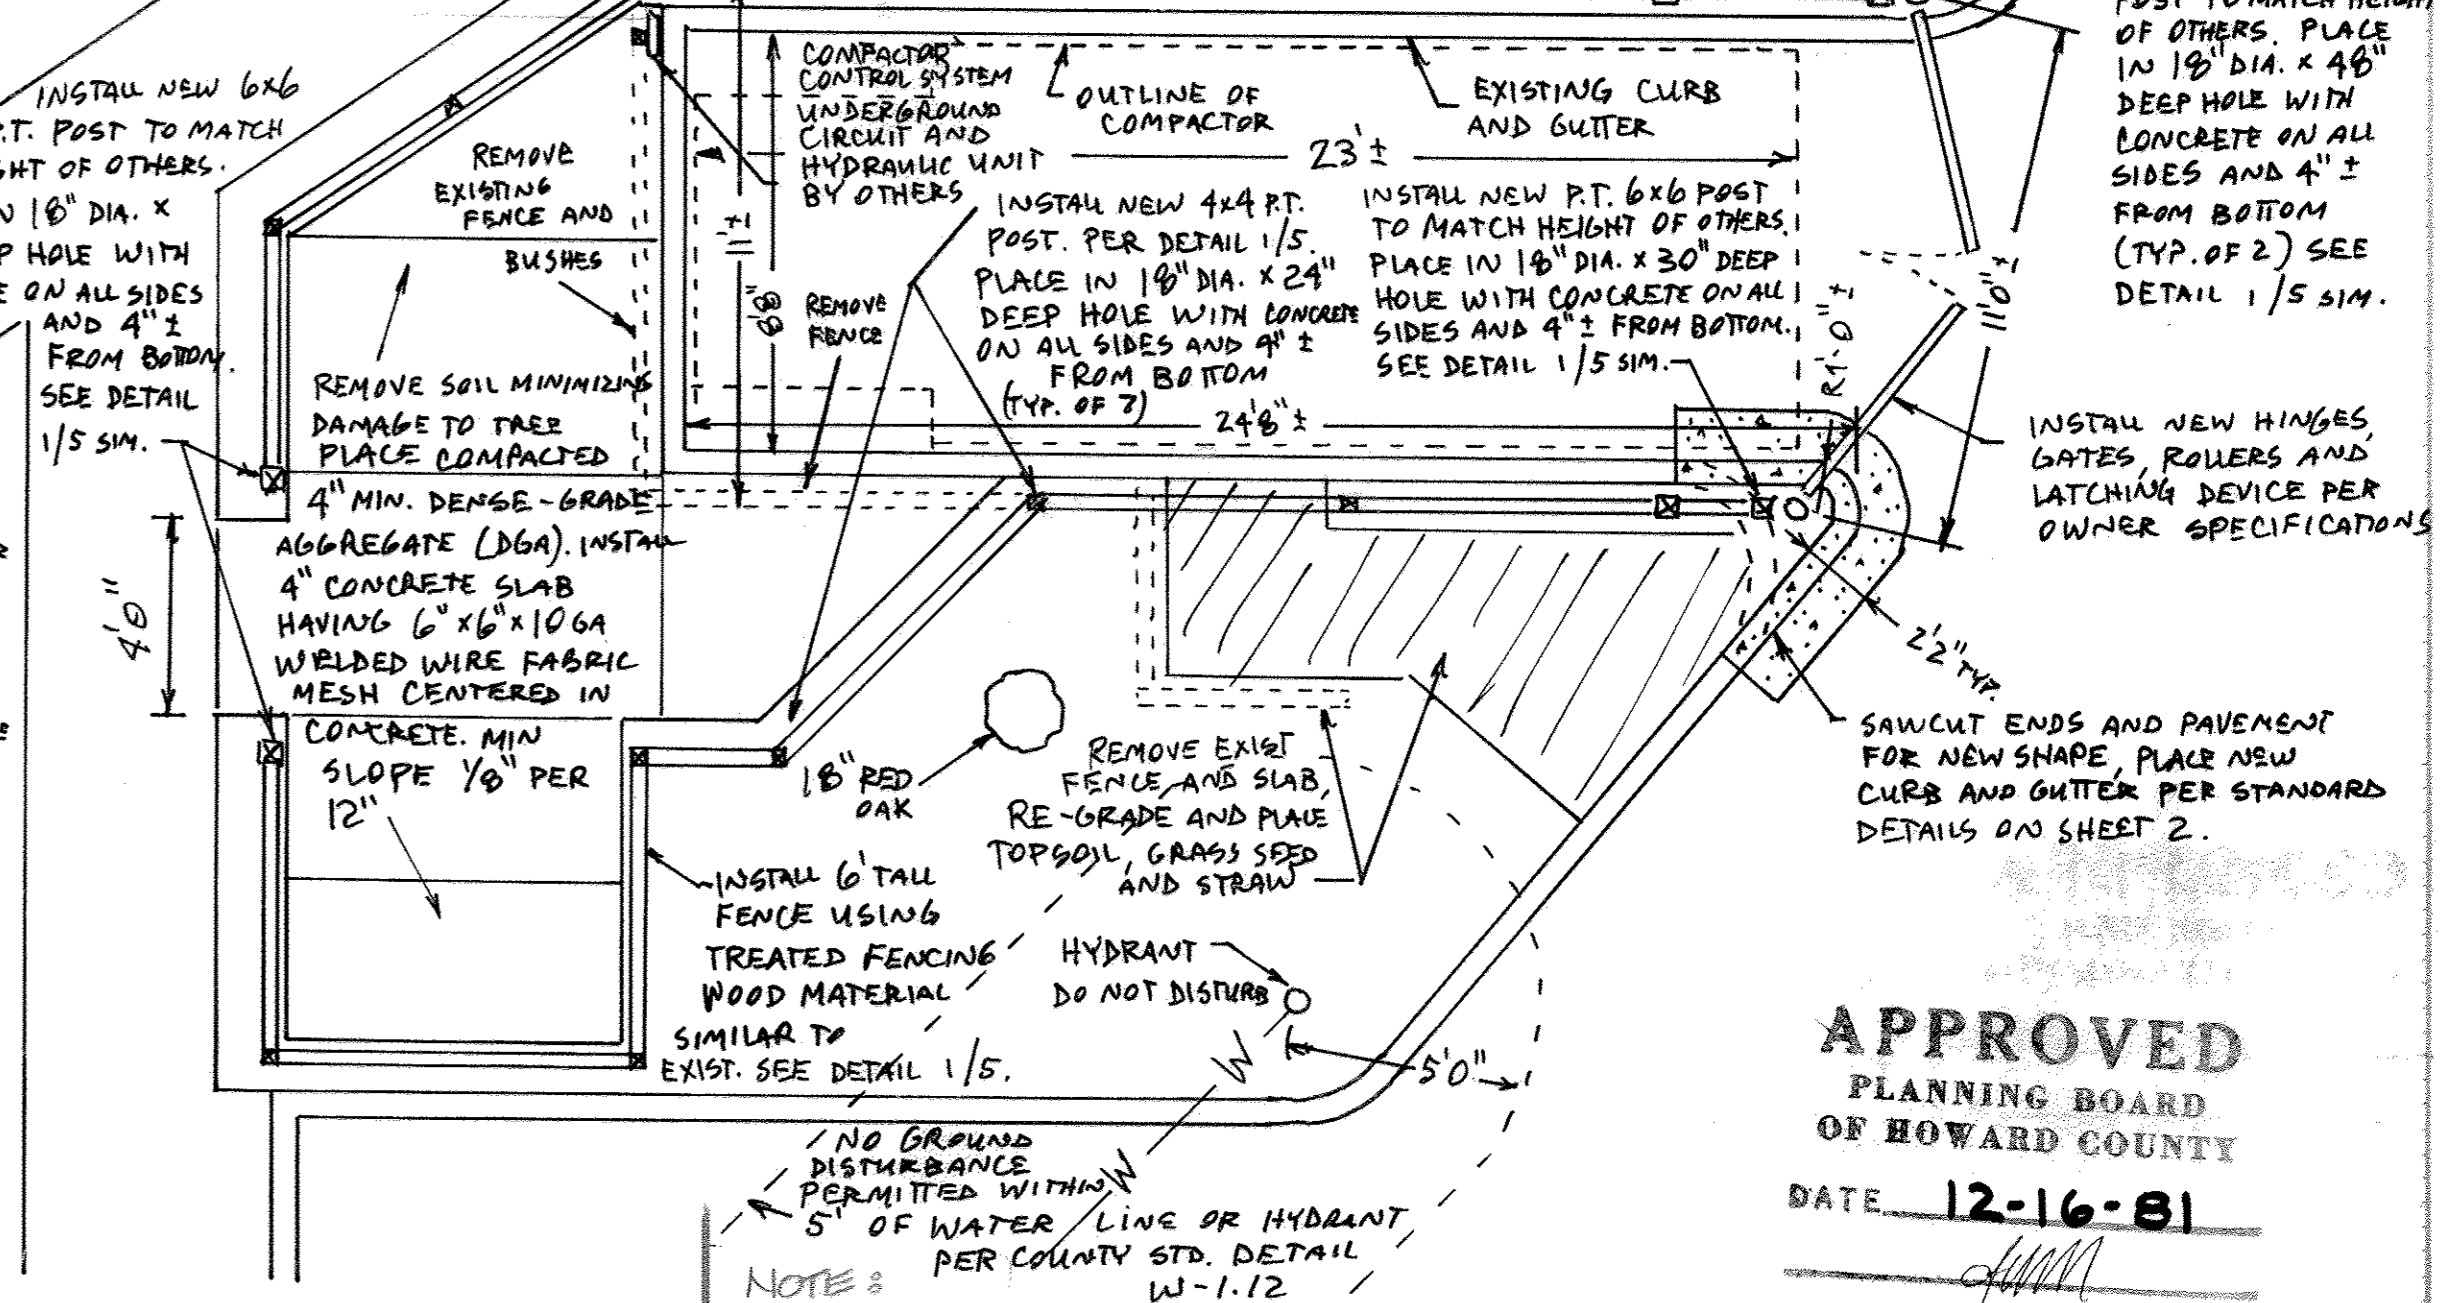 INSTALL NEW 6x6
P.T. POST TO MATCH
GHT OF OTHERS.
N 18" DIA. x
P HOLE WITH
E ON ALL SIDES
AND 4" ±
FROM BOTTOM.
SEE DETAIL
1/5 SIM.
4'0"
REMOVE
EXISTING
FENCE AND
BUSHES
REMOVE SOIL MINIMIZING
DAMAGE TO TREE
PLACE COMPACTED
4" MIN. DENSE-GRADE
AGGREGATE (DGA). INSTALL
4" CONCRETE SLAB
HAVING 6"x6"x10GA
WELDED WIRE FABRIC
MESH CENTERED IN
CONCRETE. MIN
SLOPE 1/8" PER
12"
COMPACTOR
CONTROL SYSTEM
UNDERGROUND
CIRCUIT AND
HYDRAULIC UNIT
BY OTHERS
11'±
8'8"
REMOVE
FENCE
OUTLINE OF
COMPACTOR
EXISTING CURB
AND GUTTER
23'±
INSTALL NEW 4x4 P.T.
POST. PER DETAIL 1/5.
PLACE IN 18" DIA. x 24"
DEEP HOLE WITH CONCRETE
ON ALL SIDES AND 4" ±
FROM BOTTOM
(TYP. OF 7)
24'8"±
INSTALL NEW P.T. 6x6 POST
TO MATCH HEIGHT OF OTHERS.
PLACE IN 18" DIA. x 30" DEEP
HOLE WITH CONCRETE ON ALL
SIDES AND 4" ± FROM BOTTOM.
SEE DETAIL 1/5 SIM.
R1'-0"±
11'0"±
POST TO MATCH HEIGHT
OF OTHERS. PLACE
IN 18" DIA. x 48"
DEEP HOLE WITH
CONCRETE ON ALL
SIDES AND 4" ±
FROM BOTTOM
(TYP. OF 2) SEE
DETAIL 1/5 SIM.
INSTALL NEW HINGES,
GATES, ROLLERS AND
LATCHING DEVICE PER
OWNER SPECIFICATIONS
2'2" TYP.
SAWCUT ENDS AND PAVEMENT
FOR NEW SHAPE, PLACE NEW
CURB AND GUTTER PER STANDARD
DETAILS ON SHEET 2.
18" RED
OAK
REMOVE EXIST
FENCE, AND SLAB,
RE-GRADE AND PLACE
TOPSOIL, GRASS SEED
AND STRAW
INSTALL 6' TALL
FENCE USING
TREATED FENCING
WOOD MATERIAL
SIMILAR TO
EXIST. SEE DETAIL 1/5.
HYDRANT
DO NOT DISTURB
W
5'0"
W
NO GROUND
DISTURBANCE
PERMITTED WITHIN
5' OF WATER LINE OR HYDRANT
PER COUNTY STD. DETAIL
W-1.12
NOTE:
APPROVED
PLANNING BOARD
OF HOWARD COUNTY
DATE 12-16-81